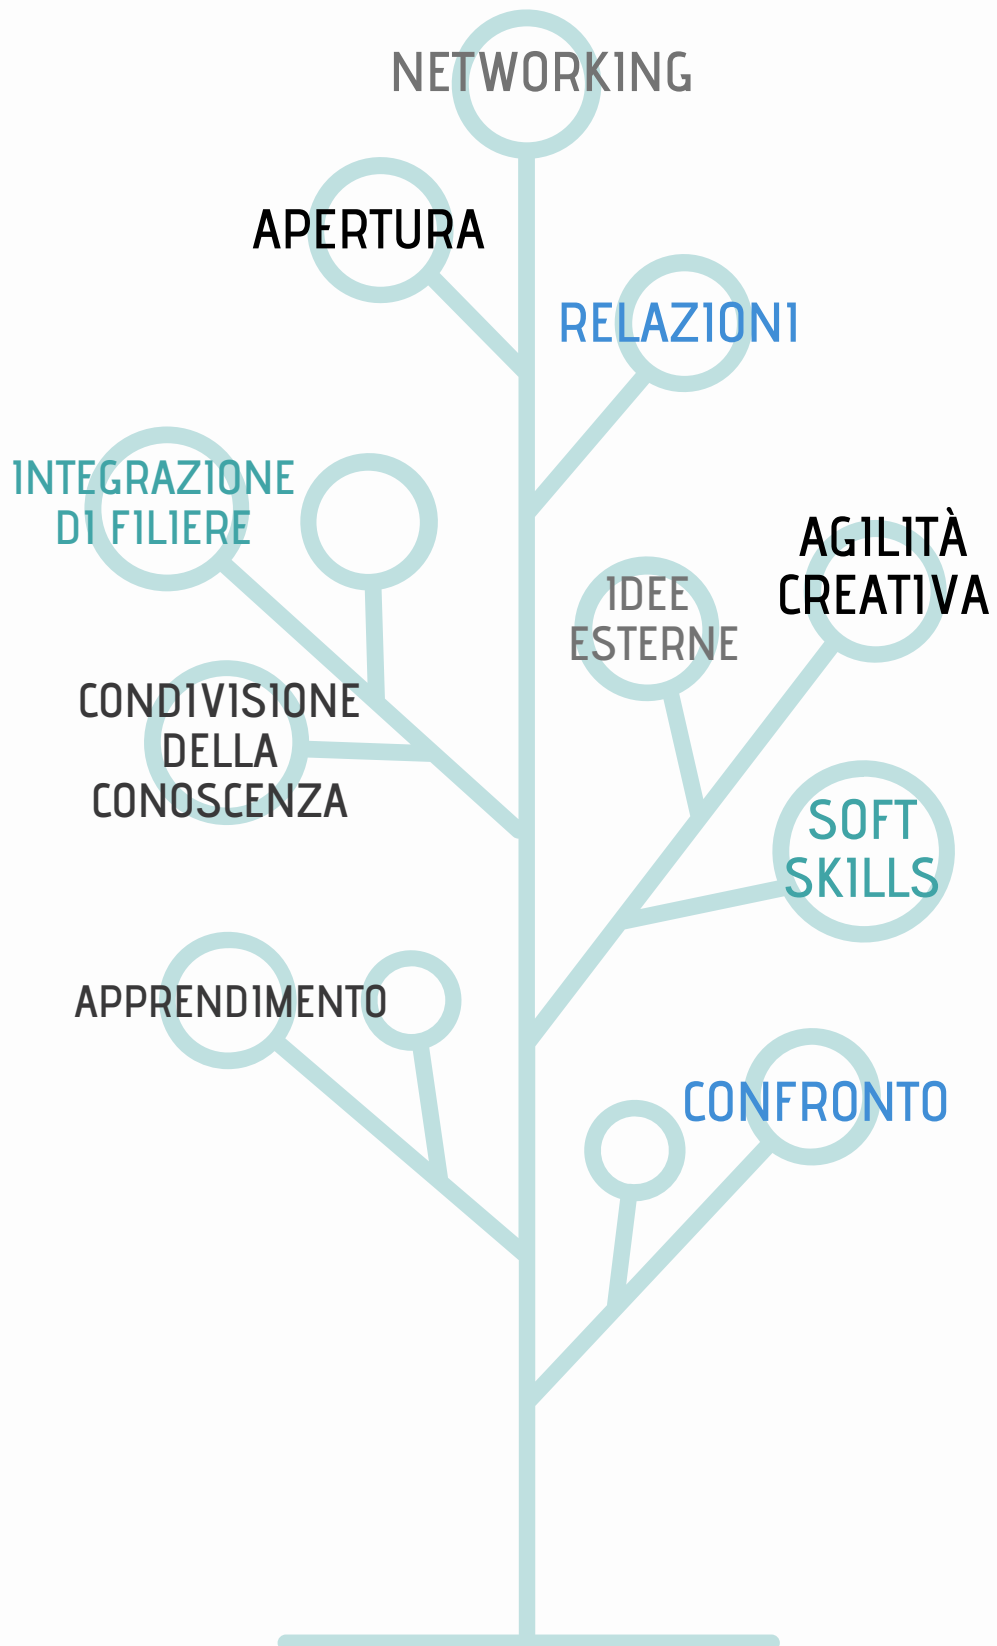 NETWORKING
APERTURA
RELAZIONI
INTEGRAZIONE
DI FILIERE
AGILITÀ
CREATIVA
IDEE
ESTERNE
CONDIVISIONE
DELLA
CONOSCENZA
SOFT
SKILLS
APPRENDIMENTO
CONFRONTO